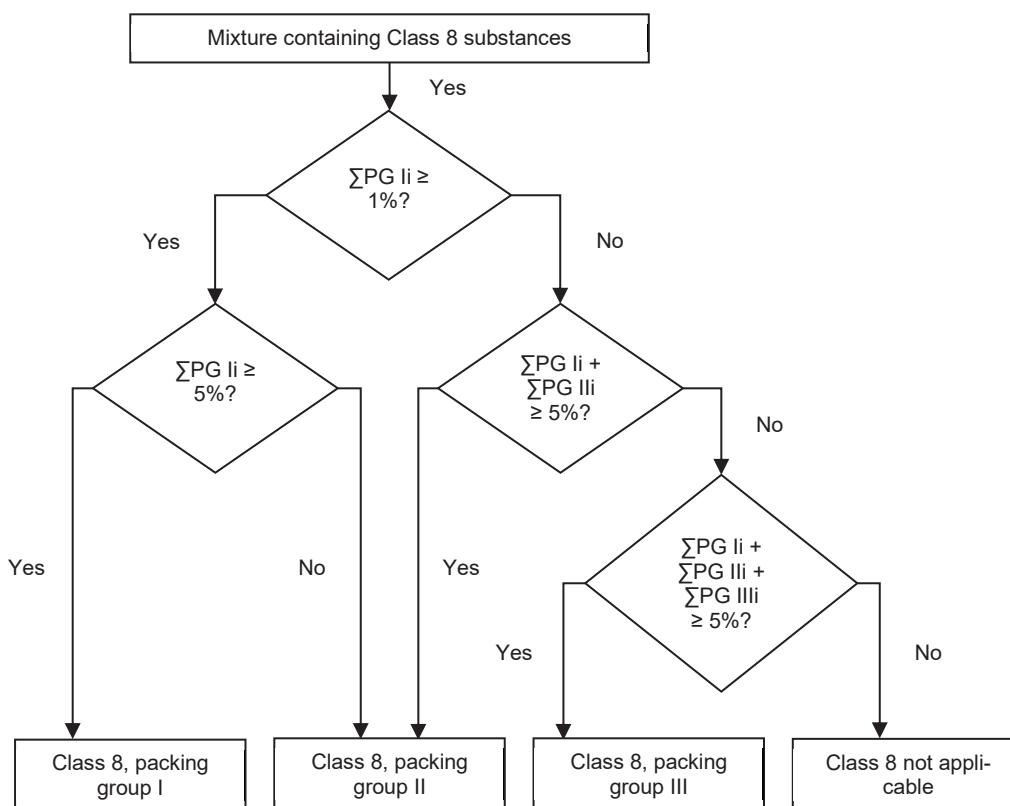 Mixture containing Class 8 substances
Yes
∑PG Ii ≥
1%?
Yes
No
∑PG Ii ≥
5%?
∑PG Ii +
∑PG IIi
≥ 5%?
No
Yes
No
Yes
∑PG Ii +
∑PG IIi +
∑PG IIIi
≥ 5%?
Yes
No
Class 8, packing
group I
Class 8, packing
group II
Class 8, packing
group III
Class 8 not appli-
cable